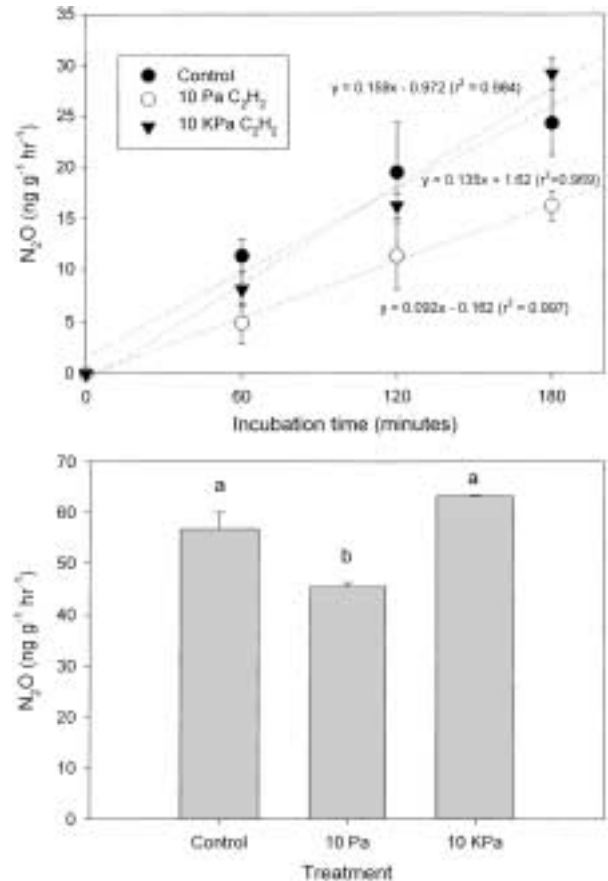 35
30
25
20
15
10
5
0
N₂O (ng g⁻¹ hr⁻¹)
Control
10 Pa C₂H₂
10 KPa C₂H₂
y = 0.159x - 0.972 (r² = 0.984)
y = 0.135x + 1.62 (r²=0.969)
y = 0.092x - 0.162 (r² = 0.997)
0
60
120
180
Incubation time (minutes)
70
60
50
40
30
20
10
0
N₂O (ng g⁻¹ hr⁻¹)
a
b
a
Control
10 Pa
10 KPa
Treatment